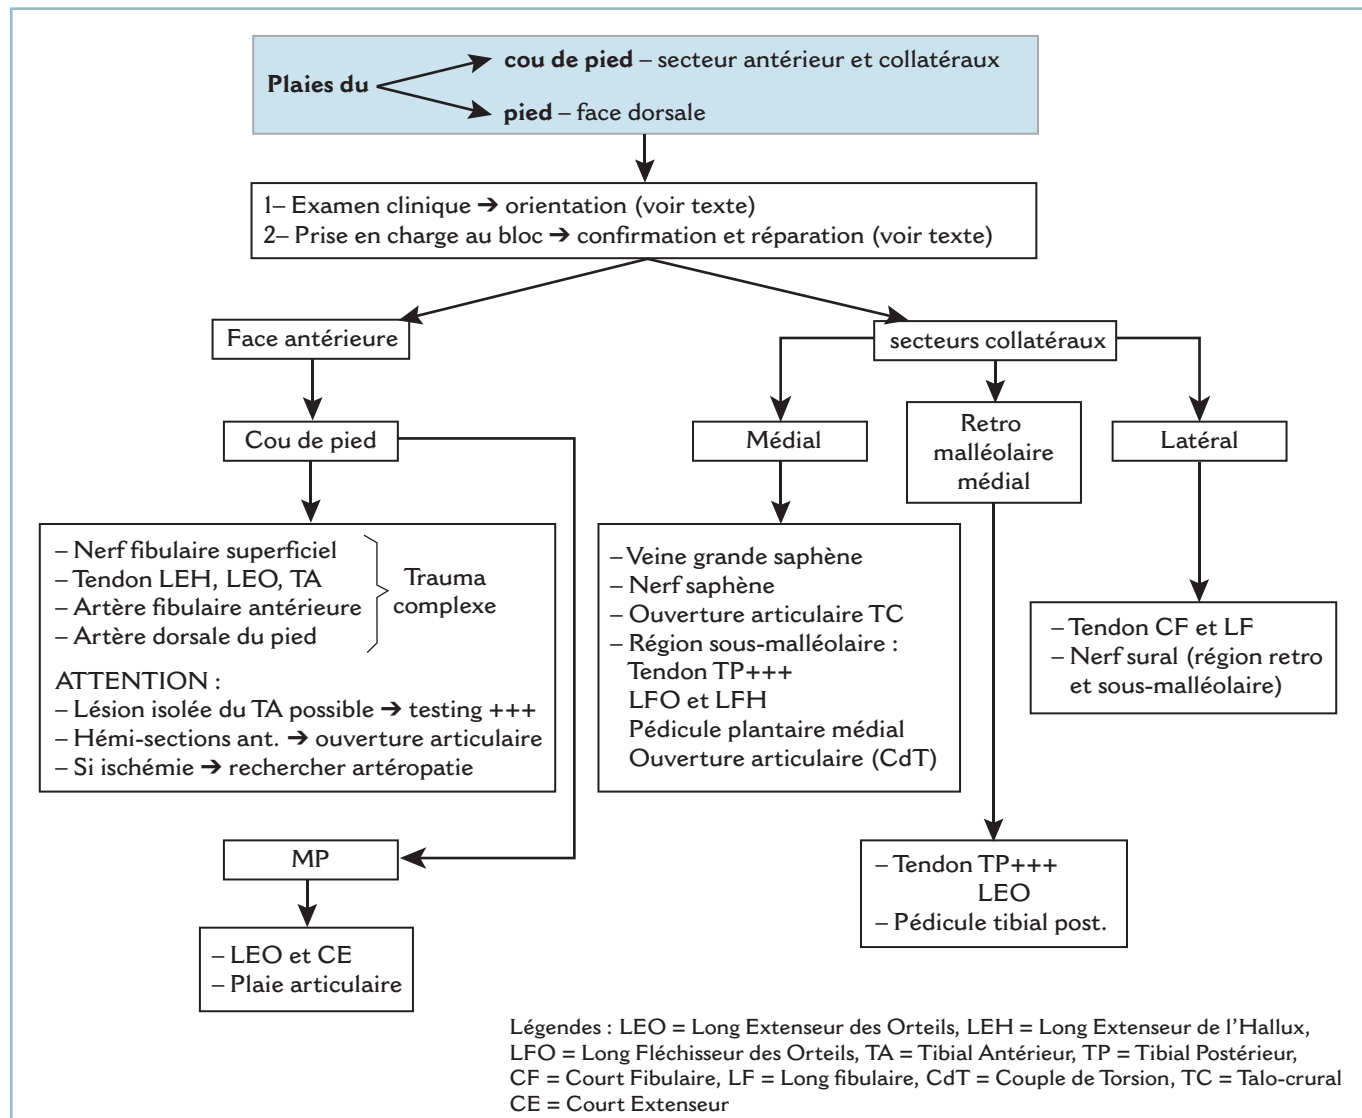 Plaies du
cou de pied – secteur antérieur et collatéraux
pied – face dorsale
1– Examen clinique ➔ orientation (voir texte)
2– Prise en charge au bloc ➔ confirmation et réparation (voir texte)
Face antérieure
secteurs collatéraux
Cou de pied
Médial
Retro
malléolaire
médial
Latéral
– Nerf fibulaire superficiel
– Tendon LEH, LEO, TA
– Artère fibulaire antérieure
– Artère dorsale du pied
Trauma
complexe
ATTENTION :
– Lésion isolée du TA possible ➔ testing +++
– Hémi-sections ant. ➔ ouverture articulaire
– Si ischémie ➔ rechercher artéropatie
– Veine grande saphène
– Nerf saphène
– Ouverture articulaire TC
– Région sous-malléolaire :
Tendon TP+++
LFO et LFH
Pédicule plantaire médial
Ouverture articulaire (CdT)
– Tendon CF et LF
– Nerf sural (région retro
et sous-malléolaire)
MP
– LEO et CE
– Plaie articulaire
– Tendon TP+++
LEO
– Pédicule tibial post.
Légendes : LEO = Long Extenseur des Orteils, LEH = Long Extenseur de l’Hallux,
LFO = Long Fléchisseur des Orteils, TA = Tibial Antérieur, TP = Tibial Postérieur,
CF = Court Fibulaire, LF = Long fibulaire, CdT = Couple de Torsion, TC = Talo-crural
CE = Court Extenseur